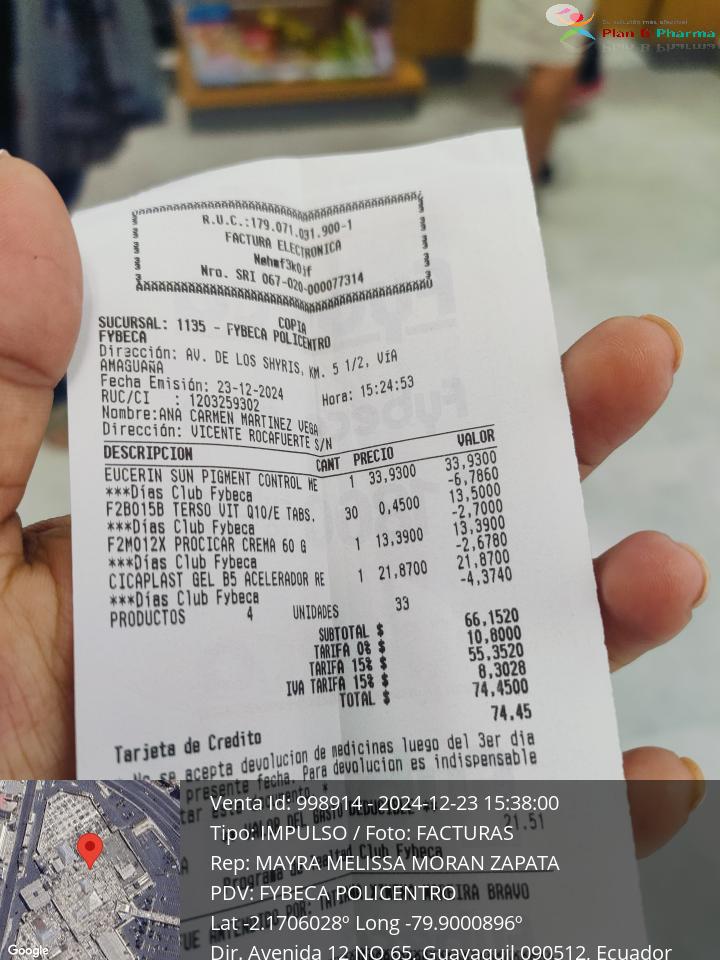 Su solución más efectiva!
Plan B Pharma
R.U.C.:179.071.031.900-1
FACTURA ELECTRONICA
Nro. SRI 067-020-000077314
COPIA
SUCURSAL: 1135 - FYBECA POLICENTRO
FYBECA
Dirección: AV. DE LOS SHYRIS, KM. 5 1/2, VíA
AMAGUAÑA
Fecha Emisión: 23-12-2024 Hora: 15:24:53
RUC/CI : 1203259302
Nombre:ANA CARMEN MARTINEZ VEGA
Dirección: VICENTE ROCAFUERTE S/N
DESCRIPCION CANT PRECIO VALOR
EUCERIN SUN PIGMENT CONTROL ME 1 33,9300 33,9300
***Días Club Fybeca -6,7860
F2B015B TERSO VIT Q10/E TABS. 30 0,4500 13,5000
***Días Club Fybeca -2,7000
F2M012X PROCICAR CREMA 60 G 1 13,3900 13,3900
***Días Club Fybeca -2,6780
CICAPLAST GEL B5 ACELERADOR RE 1 21,8700 21,8700
***Días Club Fybeca -4,3740
PRODUCTOS 4 UNIDADES 33
SUBTOTAL $ 66,1520
TARIFA 0% $ 10,8000
TARIFA 15% $ 55,3520
IVA TARIFA 15% $ 8,3028
TOTAL $ 74,4500
74.45
Tarjeta de Credito
No se acepta devolucion de medicinas luego del 3er dia
presente fecha. Para devolucion es indispensable
21.51
Club Fybeca
BRAVO
Venta Id: 998914 - 2024-12-23 15:38:00
Tipo: IMPULSO / Foto: FACTURAS
Rep: MAYRA MELISSA MORAN ZAPATA
PDV: FYBECA POLICENTRO
Lat -2.1706028º Long -79.9000896º
Dir. Avenida 12 NO 65, Guayaquil 090512, Ecuador
Google